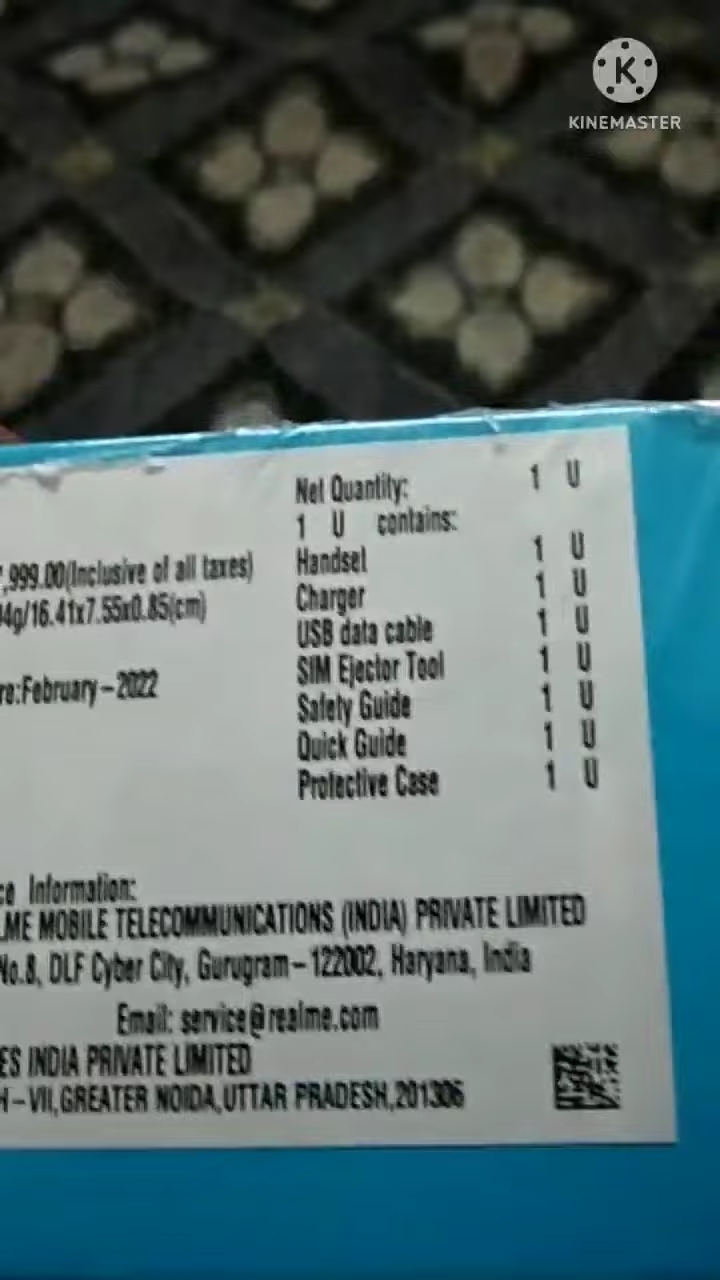 KINEMASTER
Net Quantity: 1 U
1 U contains:
Handset 1 U
Charger 1 U
USB data cable 1 U
SIM Ejector Tool 1 U
Safety Guide 1 U
Quick Guide 1 U
Protective Case 1 U
,999.00(Inclusive of all taxes)
94g/16.41x7.55x0.85(cm)
re:February-2022
ce Information:
LME MOBILE TELECOMMUNICATIONS (INDIA) PRIVATE LIMITED
No.8, DLF Cyber City, Gurugram-122002, Haryana, India
Email: service@realme.com
ES INDIA PRIVATE LIMITED
H-VII,GREATER NOIDA,UTTAR PRADESH,201306